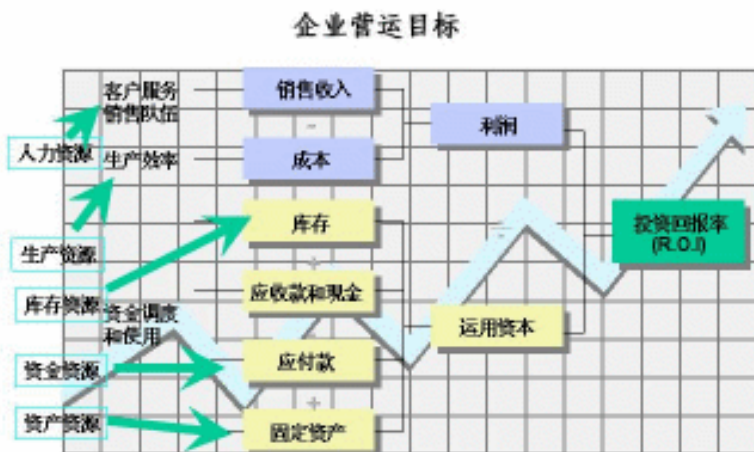 企业营运目标
客户服务
销售队伍
销售收入
-
人力资源
生产效率
成本
利润
生产资源
库存
投资回报率
(R.O.I)
+
库存资源
资金调度
和使用
应收款和现金
运用资本
资金资源
应付款
+
资产资源
固定资产